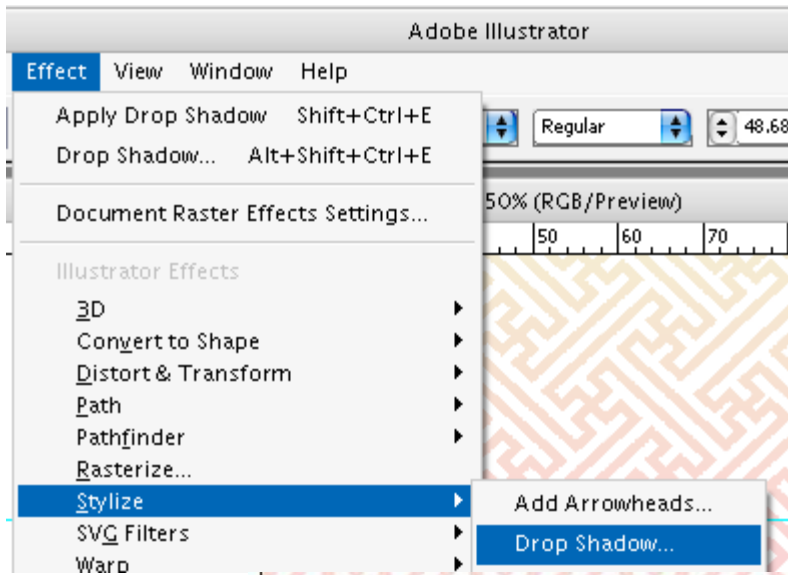 Adobe Illustrator
Effect View Window Help
Apply Drop Shadow Shift+Ctrl+E
Drop Shadow... Alt+Shift+Ctrl+E
Regular 48.68
Document Raster Effects Settings...
50% (RGB/Preview)
50 60 70
Illustrator Effects
3D
Convert to Shape
Distort & Transform
Path
Pathfinder
Rasterize...
Stylize
Add Arrowheads...
SVG Filters
Drop Shadow...
Warp